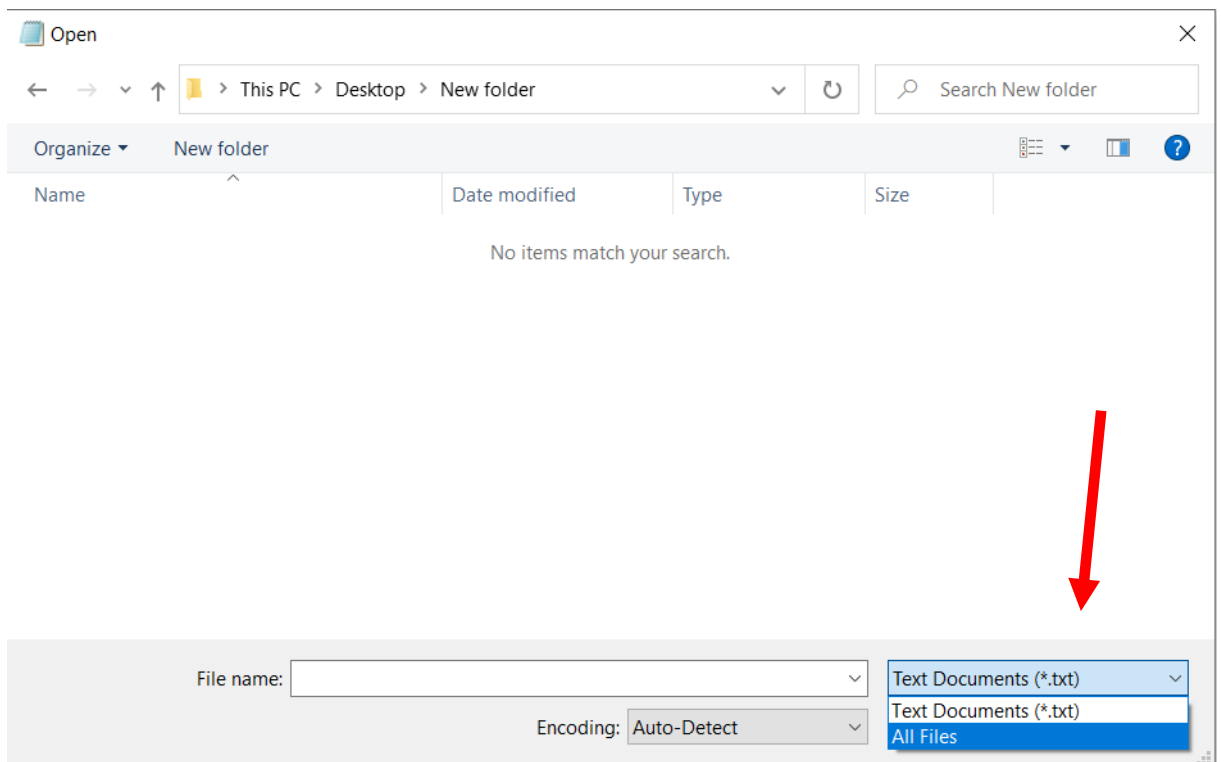 Open
This PC > Desktop > New folder
Search New folder
Organize
New folder
?
Name
Date modified
Type
Size
No items match your search.
File name:
Text Documents (*.txt)
Text Documents (*.txt)
Encoding: Auto-Detect
All Files